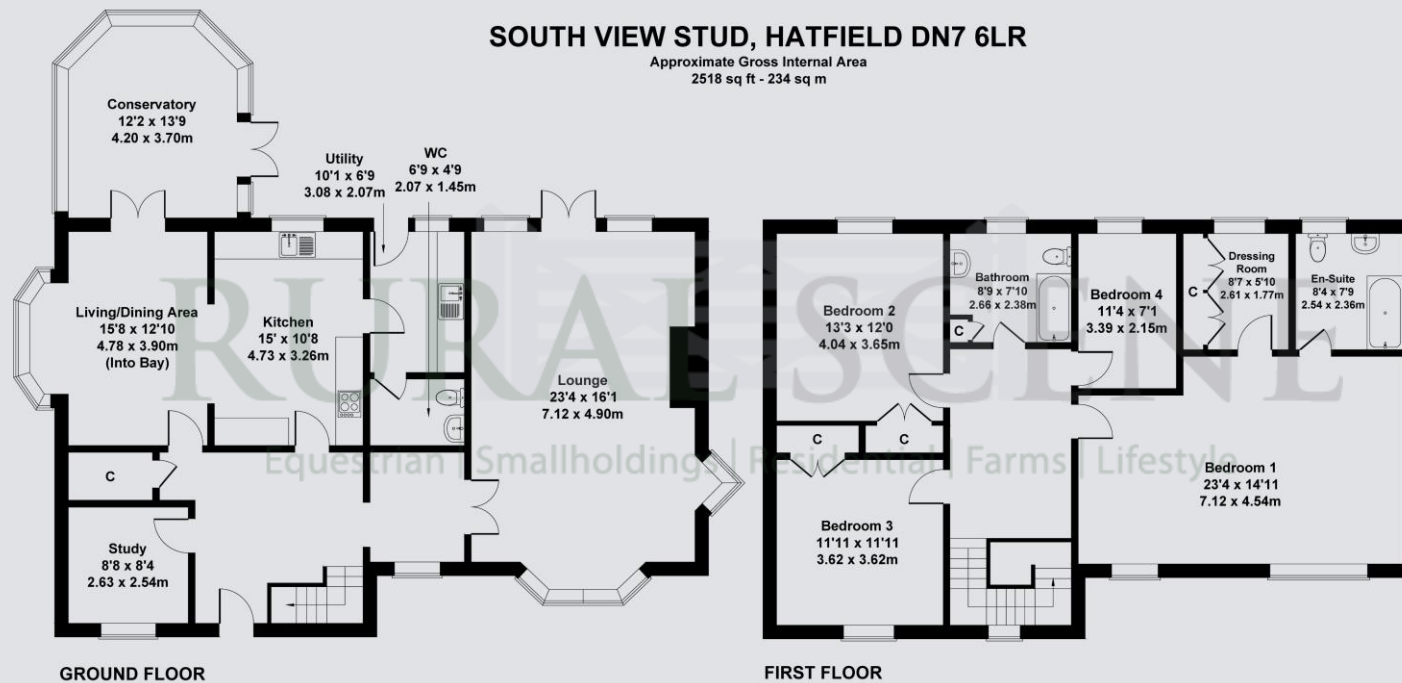 SOUTH VIEW STUD, HATFIELD DN7 6LR
Approximate Gross Internal Area
2518 sq ft - 234 sq m
Conservatory
12'2 x 13'9
4.20 x 3.70m
Utility
10'1 x 6'9
3.08 x 2.07m
WC
6'9 x 4'9
2.07 x 1.45m
Living/Dining Area
15'8 x 12'10
4.78 x 3.90m
(Into Bay)
Kitchen
15' x 10'8
4.73 x 3.26m
Lounge
23'4 x 16'1
7.12 x 4.90m
C
Study
8'8 x 8'4
2.63 x 2.54m
GROUND FLOOR
Bedroom 2
13'3 x 12'0
4.04 x 3.65m
Bathroom
8'9 x 7'10
2.66 x 2.38m
C
Bedroom 4
11'4 x 7'1
3.39 x 2.15m
C
Dressing
Room
8'7 x 5'10
2.61 x 1.77m
En-Suite
8'4 x 7'9
2.54 x 2.36m
C
C
Bedroom 1
23'4 x 14'11
7.12 x 4.54m
Bedroom 3
11'11 x 11'11
3.62 x 3.62m
FIRST FLOOR
RURAL SCENE
Equestrian | Smallholdings | Residential | Farms | Lifestyle